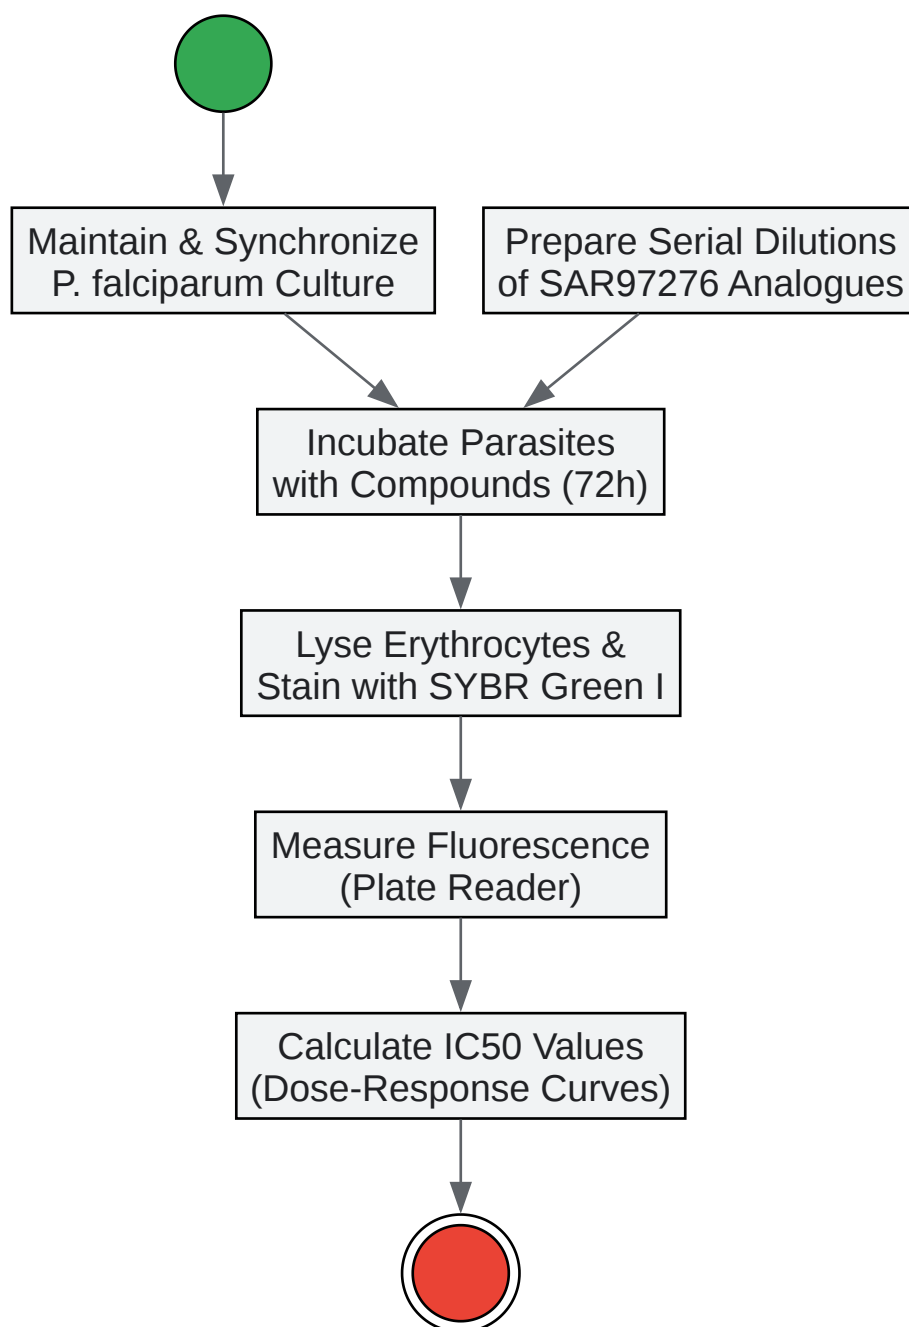 Maintain & Synchronize
P. falciparum Culture
Prepare Serial Dilutions
of SAR97276 Analogues
Incubate Parasites
with Compounds (72h)
Lyse Erythrocytes &
Stain with SYBR Green I
Measure Fluorescence
(Plate Reader)
Calculate IC50 Values
(Dose-Response Curves)